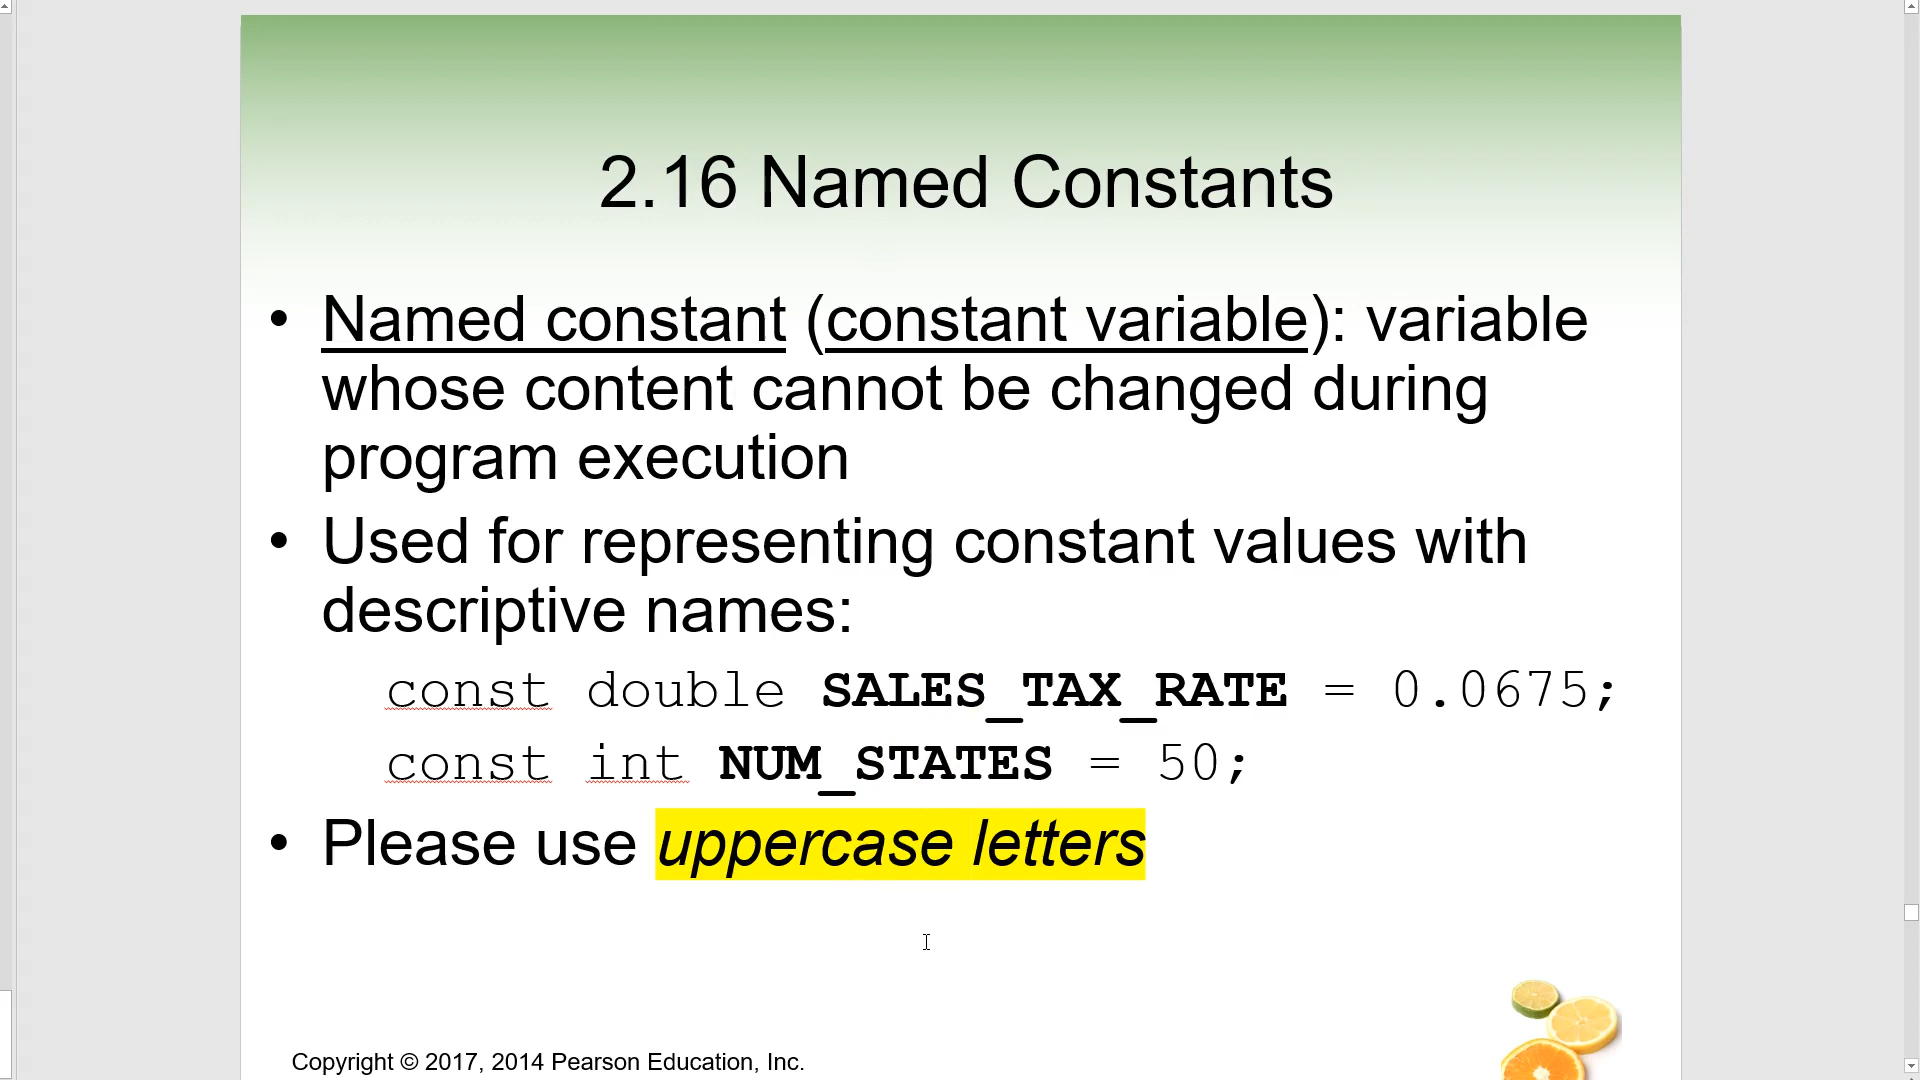 2.16 Named Constants
• Named constant (constant variable): variable
whose content cannot be changed during
program execution
• Used for representing constant values with
descriptive names:
const double SALES_TAX_RATE = 0.0675;
const int NUM_STATES = 50;
• Please use uppercase letters
Copyright © 2017, 2014 Pearson Education, Inc.